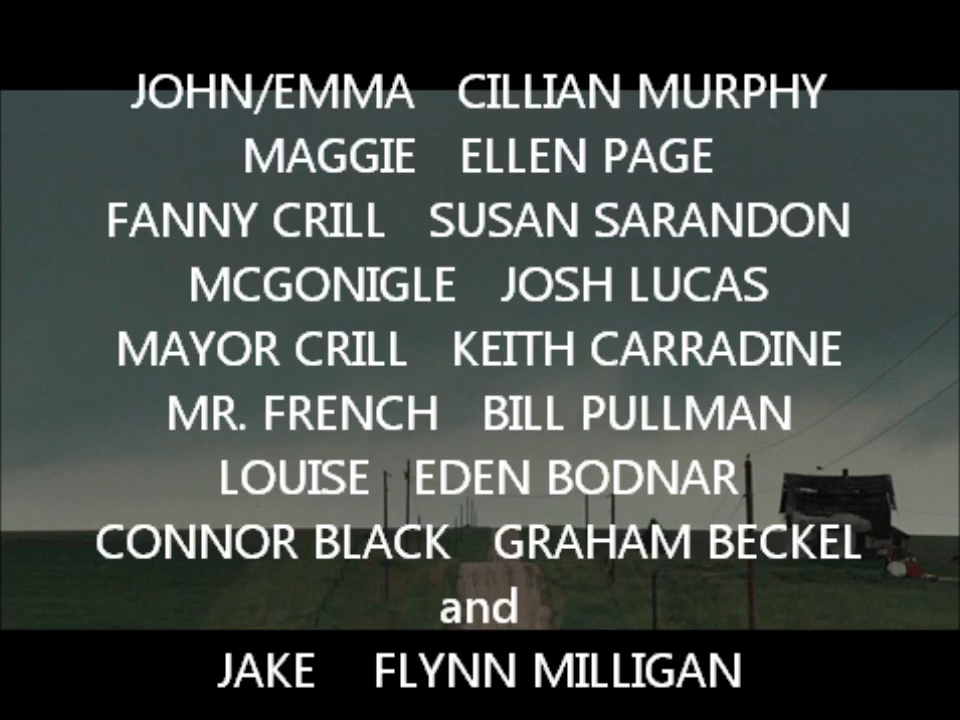 JOHN/EMMA CILLIAN MURPHY
MAGGIE ELLEN PAGE
FANNY CRILL SUSAN SARANDON
MCGONIGLE JOSH LUCAS
MAYOR CRILL KEITH CARRADINE
MR. FRENCH BILL PULLMAN
LOUISE EDEN BODNAR
CONNOR BLACK GRAHAM BECKEL
and
JAKE FLYNN MILLIGAN